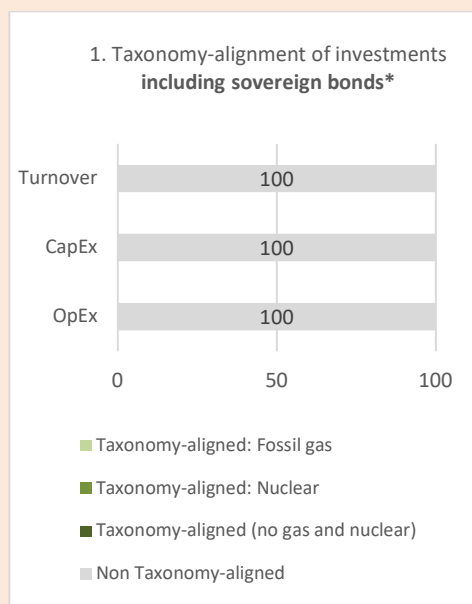 1. Taxonomy-alignment of investments
including sovereign bonds*
Turnover 100
CapEx 100
OpEx 100
0 50 100
Taxonomy-aligned: Fossil gas
Taxonomy-aligned: Nuclear
Taxonomy-aligned (no gas and nuclear)
Non Taxonomy-aligned